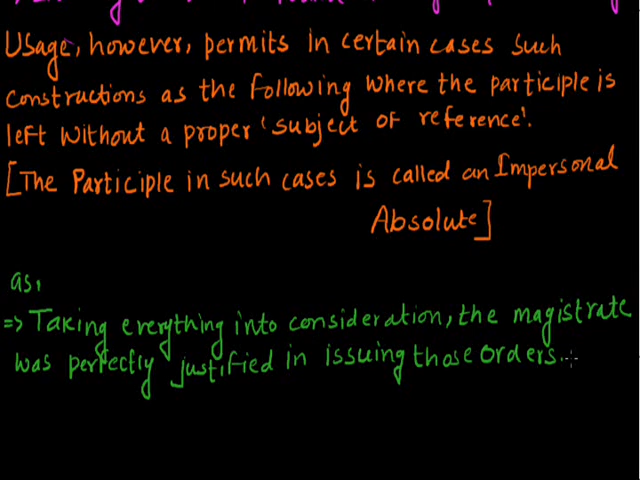 Usage, however, permits in certain cases such
constructions as the following where the participle is
left without a proper 'subject of reference'.
[The Participle in such cases is called an Impersonal
Absolute]
as,
=> Taking everything into consideration, the magistrate
was perfectly justified in issuing those orders.